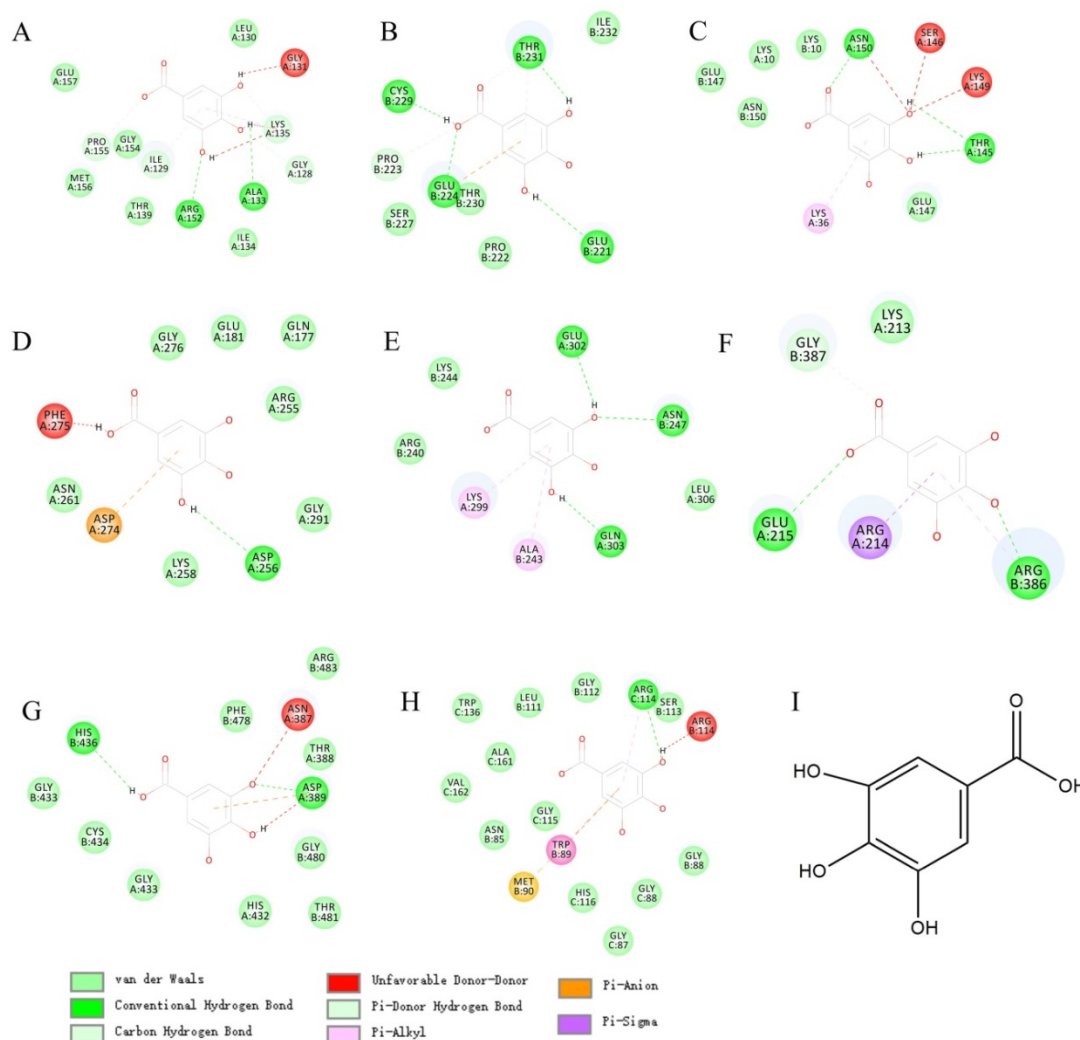 A
LEU
A:130
GLY
A:131
GLU
A:157
H
O
O
O
LYS
A:135
H
O
O
H
PRO
A:155
GLY
A:154
ILE
A:129
GLY
A:128
MET
A:156
ALA
A:133
THR
A:139
ARG
A:152
ILE
A:134
B
ILE
B:232
THR
B:231
CYS
B:229
O
H
H
O
O
PRO
B:223
O
GLU
B:224
THR
B:230
O
H
SER
B:227
PRO
B:222
GLU
B:221
C
ASN
A:150
SER
A:146
LYS
B:10
LYS
A:10
GLU
B:147
LYS
A:149
ASN
B:150
O
O
H
O
O
H
THR
A:145
O
LYS
A:36
GLU
A:147
D
GLY
A:276
GLU
A:181
GLN
A:177
PHE
A:275
O
H
O
O
ARG
A:255
O
O
H
ASN
A:261
ASP
A:274
GLY
A:291
LYS
A:258
ASP
A:256
E
GLU
A:302
LYS
B:244
ASN
B:247
O
O
H
O
ARG
B:240
O
O
H
LEU
A:306
LYS
A:299
GLN
A:303
ALA
B:243
F
LYS
A:213
GLY
B:387
O
O
O
O
O
GLU
A:215
ARG
A:214
ARG
B:386
G
ARG
B:483
PHE
B:478
ASN
A:387
HIS
B:436
THR
A:388
O
H
O
O
ASP
A:389
GLY
B:433
O
H
O
CYS
B:434
GLY
B:480
GLY
A:433
HIS
A:432
THR
B:481
H
GLY
B:112
ARG
C:114
SER
B:113
TRP
C:136
LEU
B:111
ARG
B:114
ALA
C:161
O
H
O
O
VAL
C:162
O
O
ASN
B:85
GLY
C:115
TRP
B:89
GLY
B:88
MET
B:90
HIS
C:116
GLY
C:88
GLY
C:87
I
O
HO
OH
HO
OH
van der Waals
Conventional Hydrogen Bond
Carbon Hydrogen Bond
Unfavorable Donor-Donor
Pi-Donor Hydrogen Bond
Pi-Alkyl
Pi-Anion
Pi-Sigma